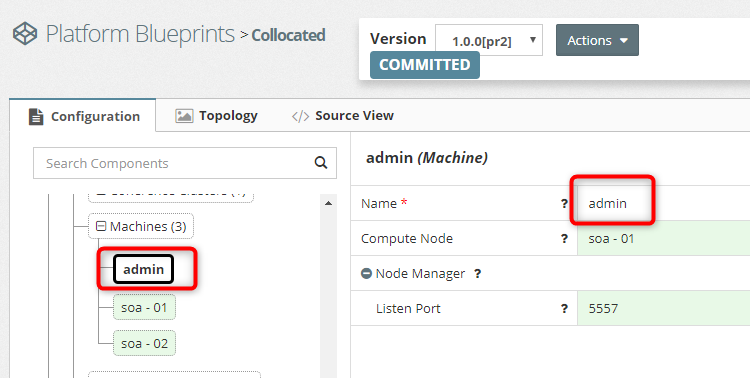 Platform Blueprints > Collocated
Version 1.0.0[pr2] Actions
COMMITTED
Configuration Topology Source View
Search Components
admin (Machine)
Name * ? admin
Machines (3)
Compute Node ? soa - 01
admin
Node Manager ?
soa - 01
Listen Port ? 5557
soa - 02